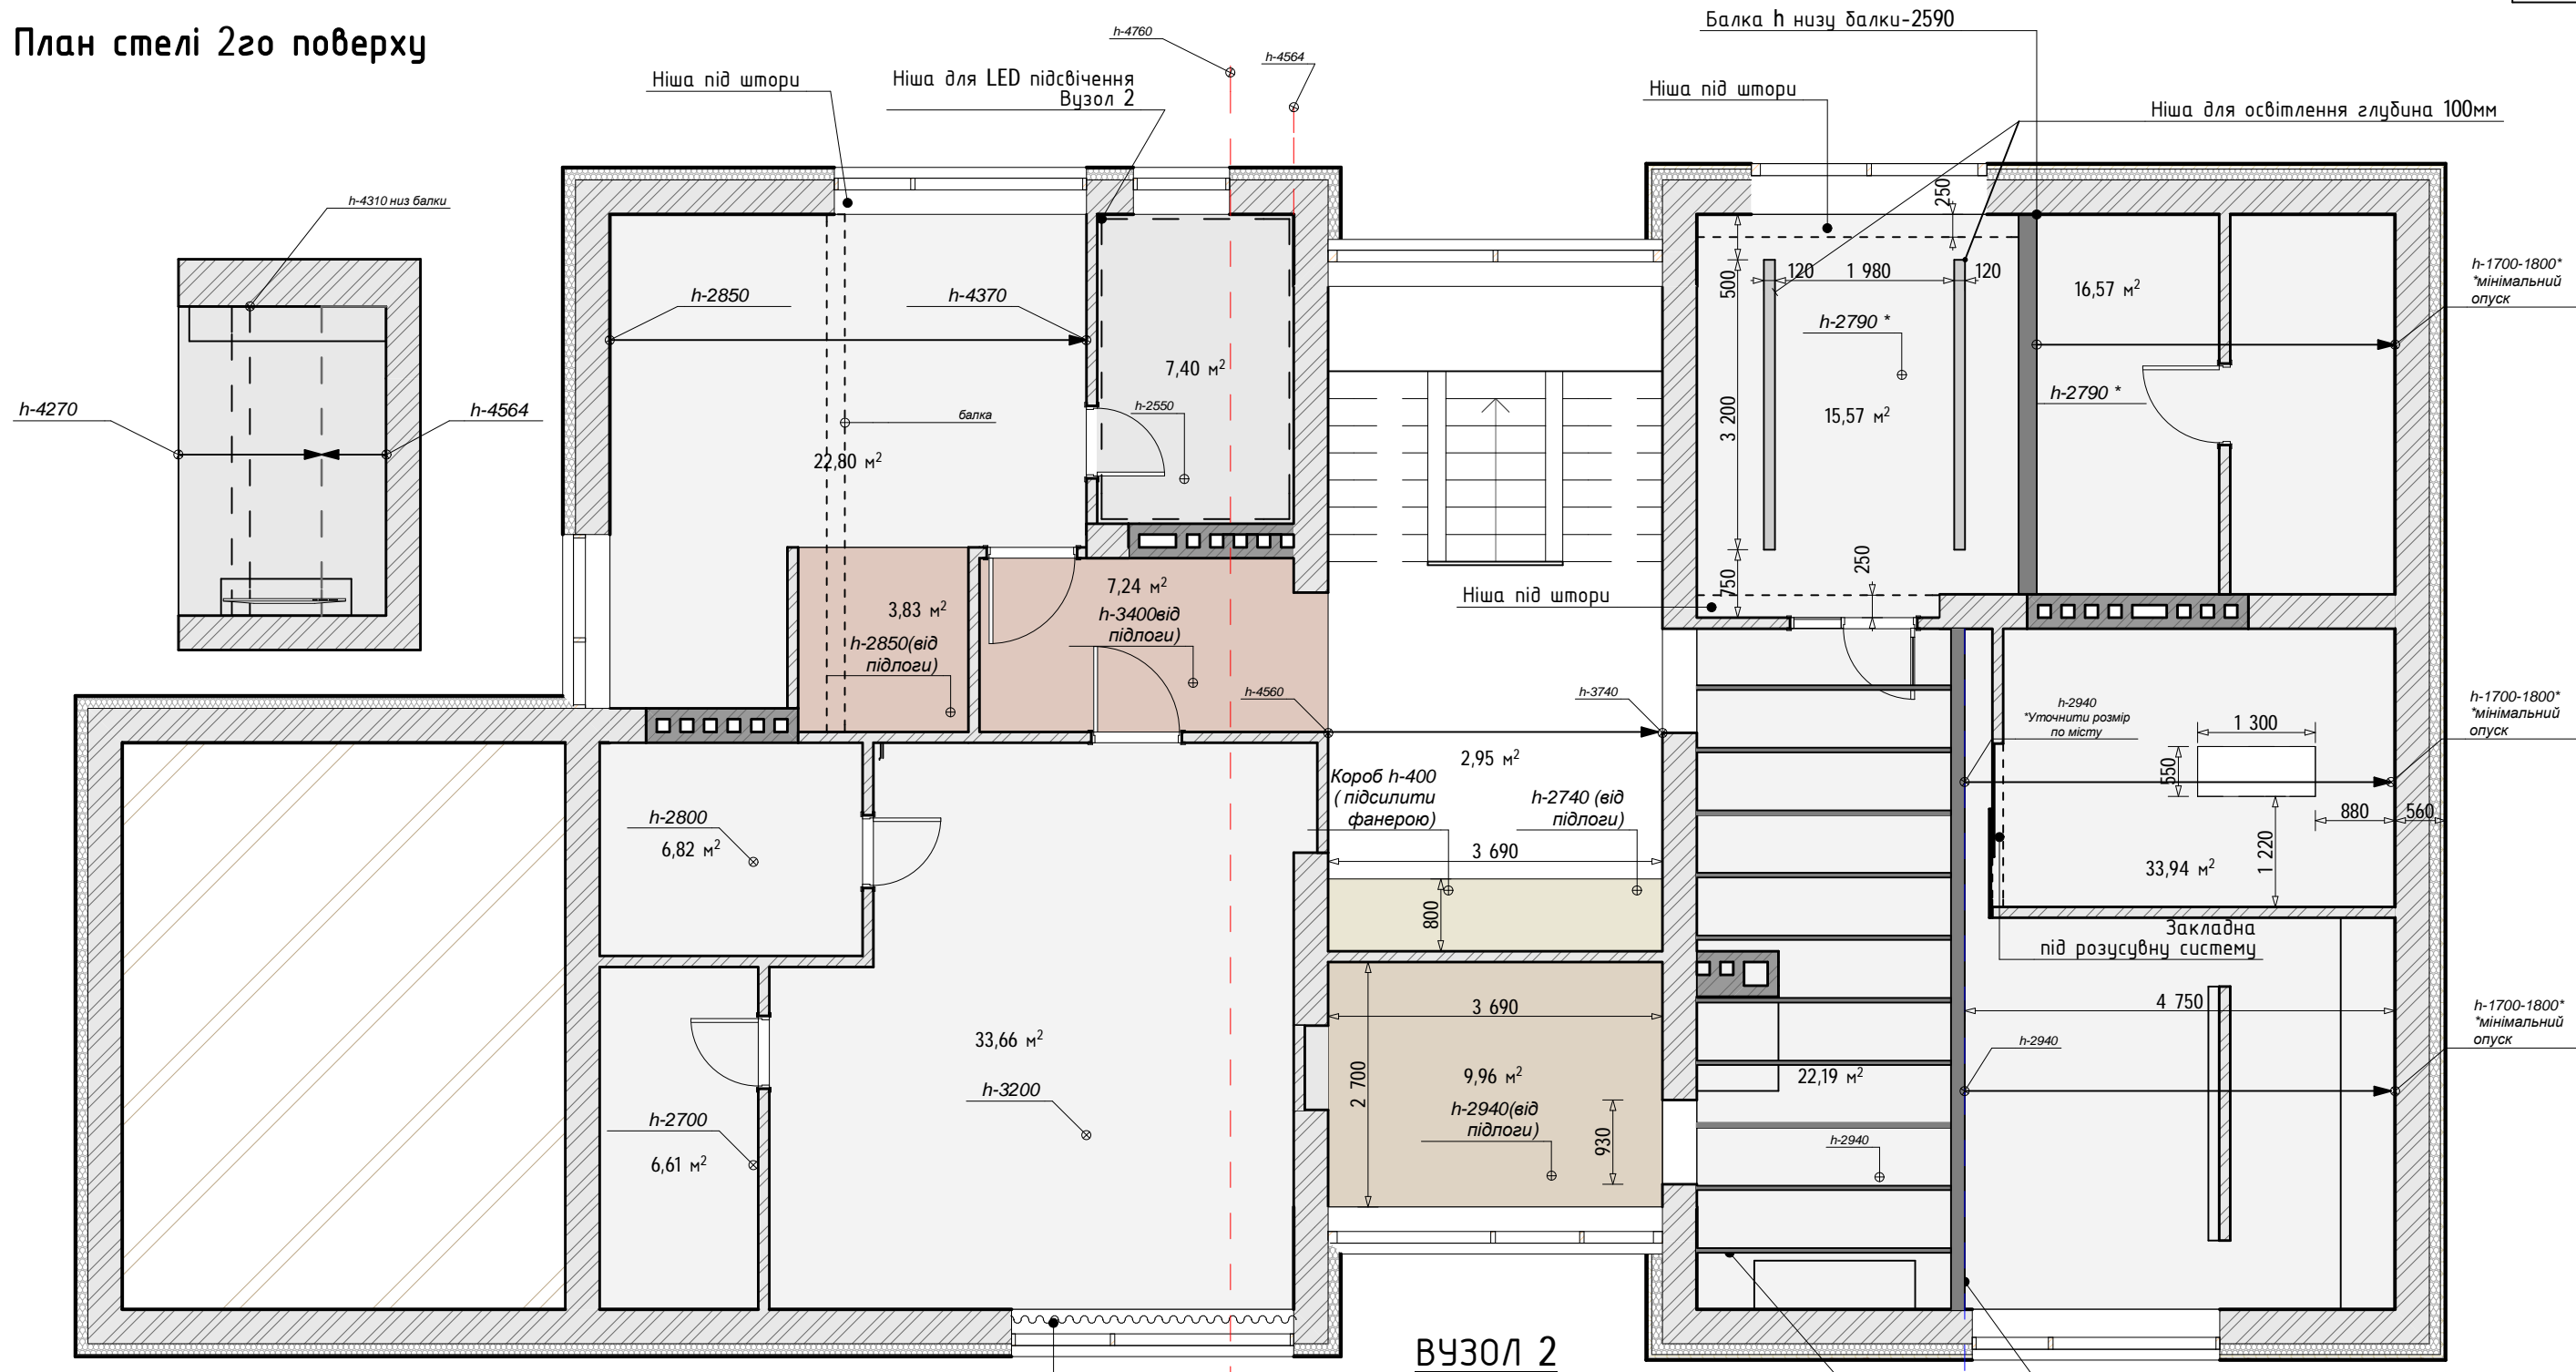 План стелі 2го поверху
h-4760
h-4564
Балка h низу балки-2590
Ніша під штори
Ніша для LED підсвічення
Вузол 2
Ніша під штори
Ніша для освітлення глубина 100мм
h-4310 низ балки
h-4270
h-4564
h-2850
h-4370
балка
22,80 м²
7,40 м²
h-2550
250
500
120
1 980
120
h-2790 *
3 200
15,57 м²
16,57 м²
h-2790 *
h-1700-1800*
*мінімальний
опуск
750
250
Ніша під штори
3,83 м²
h-2850(від
підлоги)
7,24 м²
h-3400від
підлоги)
h-4560
h-3740
2,95 м²
Короб h-400
( підсилити
фанерою)
h-2740 (від
підлоги)
3 690
800
h-2940
*Уточнити розмір
по місту
1 300
550
880
560
1 220
33,94 м²
h-1700-1800*
*мінімальний
опуск
Закладна
під розусувну систему
h-2800
6,82 м²
33,66 м²
h-3200
h-2700
6,61 м²
3 690
2 700
9,96 м²
h-2940(від
підлоги)
930
22,19 м²
h-2940
4 750
h-2940
h-1700-1800*
*мінімальний
опуск
ВУЗОЛ 2